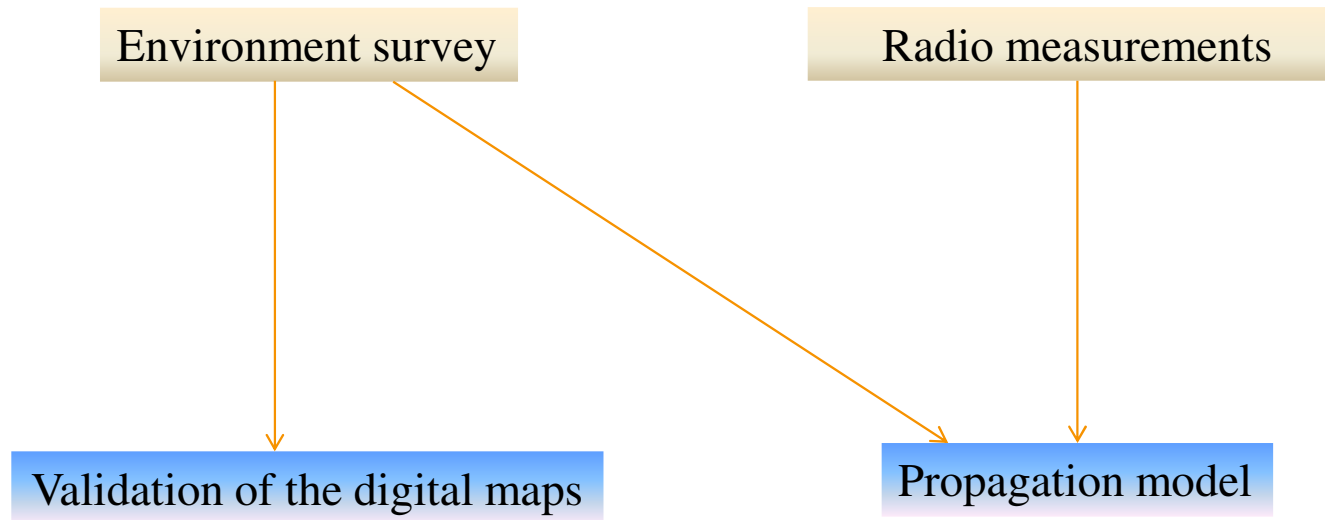 Environment survey
Radio measurements
Validation of the digital maps
Propagation model